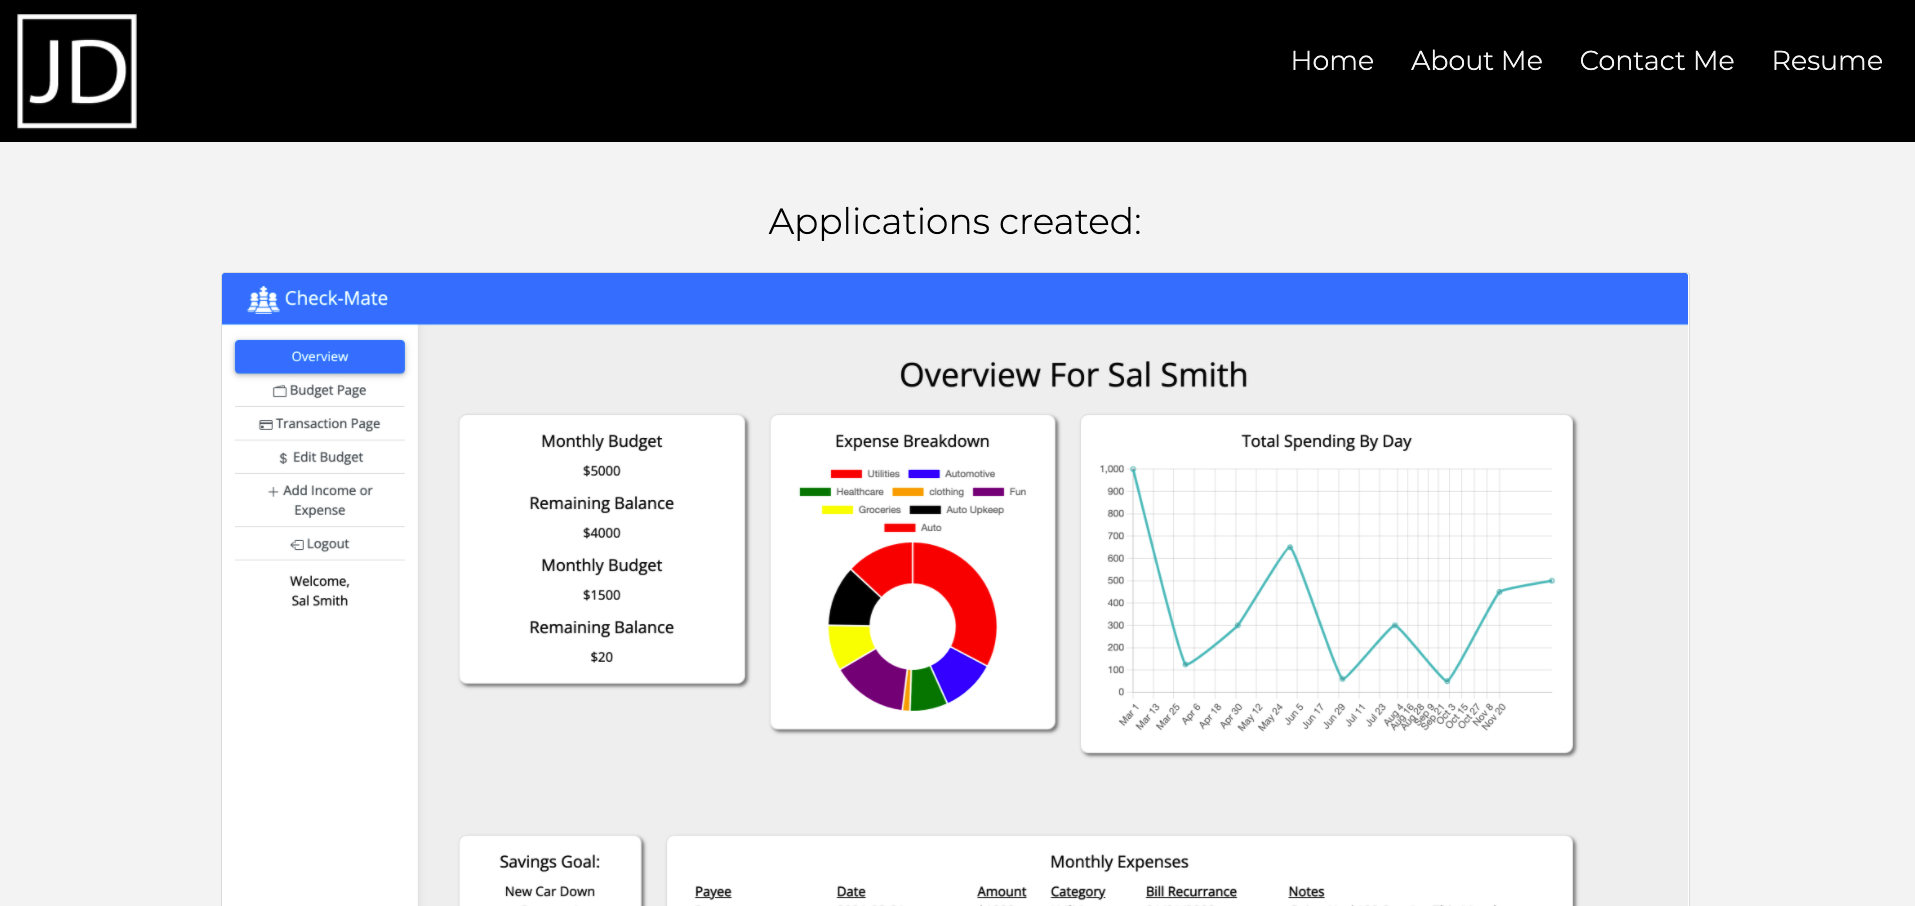 JD
Home About Me Contact Me Resume
Applications created:
Check-Mate
Overview
Budget Page
Transaction Page
$ Edit Budget
+ Add Income or
Expense
Logout
Welcome,
Sal Smith
Overview For Sal Smith
Monthly Budget
$5000
Remaining Balance
$4000
Monthly Budget
$1500
Remaining Balance
$20
Expense Breakdown
Utilities Automotive
Healthcare clothing Fun
Groceries Auto Upkeep
Auto
Total Spending By Day
1,000
900
800
700
600
500
400
300
200
100
0
Mar 1 Mar 13 Mar 25 Apr 6 Apr 18 Apr 30 May 12 May 24 Jun 5 Jun 17 Jun 29 Jul 11 Jul 23 Aug 4 Aug 16 Aug 28 Sep 9 Sep 21 Oct 3 Oct 15 Oct 27 Nov 8 Nov 20
Savings Goal:
New Car Down
Monthly Expenses
Payee Date Amount Category Bill Recurrance Notes